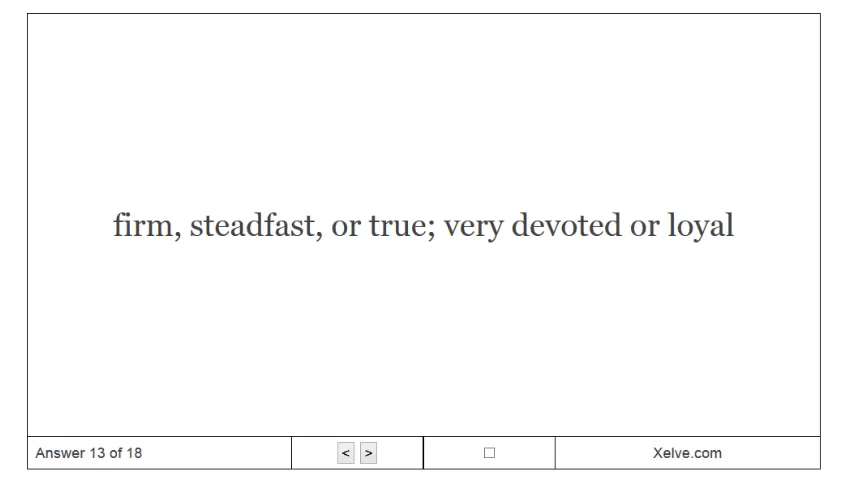 firm, steadfast, or true; very devoted or loyal
Answer 13 of 18 < > Xelve.com